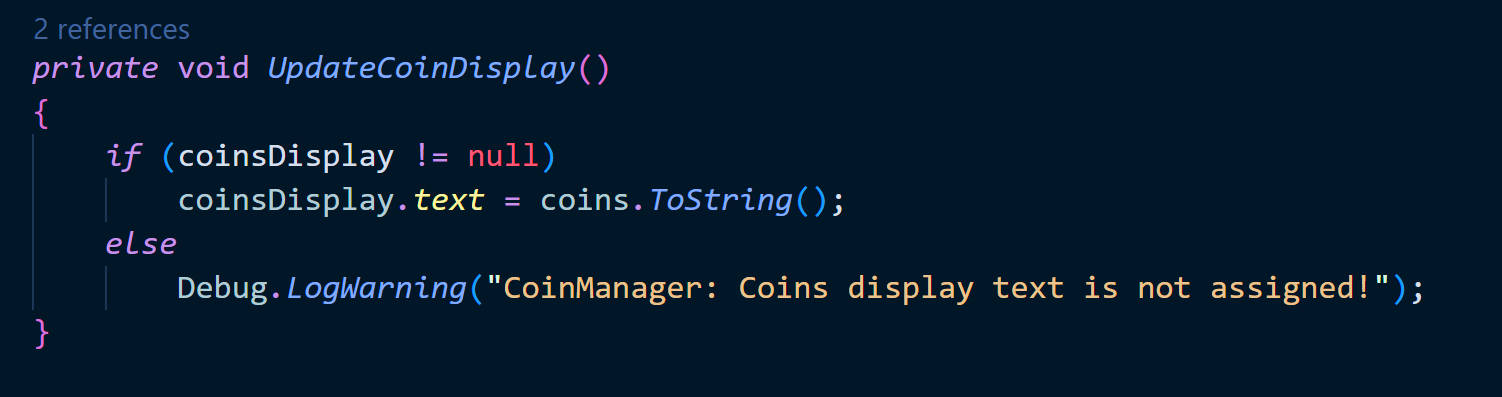 2 references
private void UpdateCoinDisplay()
{
if (coinsDisplay != null)
coinsDisplay.text = coins.ToString();
else
Debug.LogWarning("CoinManager: Coins display text is not assigned!");
}